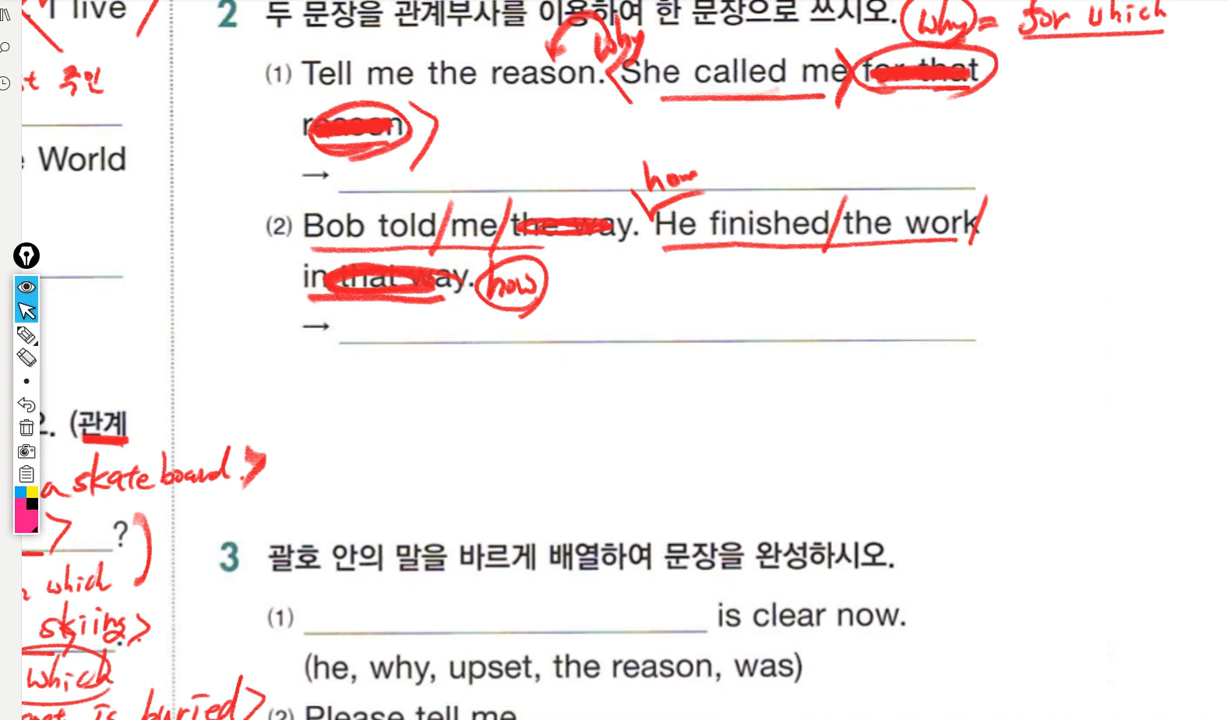 I live
2 두 문장을 관계부사를 이용하여 한 문장으로 쓰시오. why = for which
why
(1) Tell me the reason. She called me for that
reason
→
how
(2) Bob told me the way. He finished the work
in that way. how
→
주민
World
(관계
a skate board.
?
which
skiing
which
is buried
3 괄호 안의 말을 바르게 배열하여 문장을 완성하시오.
(1) is clear now.
(he, why, upset, the reason, was)
(2) Please tell me